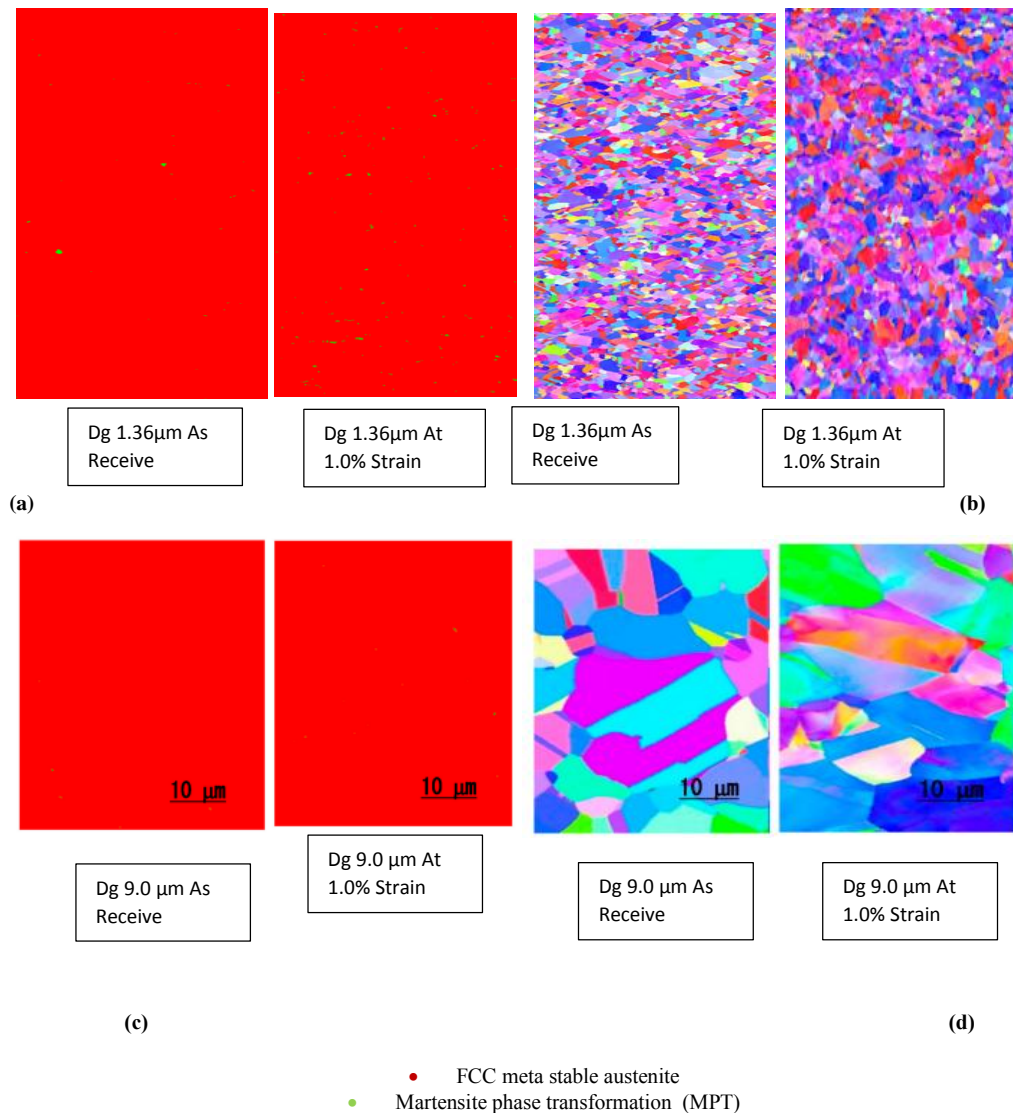 Dg 1.36µm As
Receive
Dg 1.36µm At
1.0% Strain
Dg 1.36µm As
Receive
Dg 1.36µm At
1.0% Strain
(a)
(b)
10 µm
10 µm
10 µm
10 µm
Dg 9.0 µm As
Receive
Dg 9.0 µm At
1.0% Strain
Dg 9.0 µm As
Receive
Dg 9.0 µm At
1.0% Strain
(c)
(d)
• FCC meta stable austenite
• Martensite phase transformation (MPT)